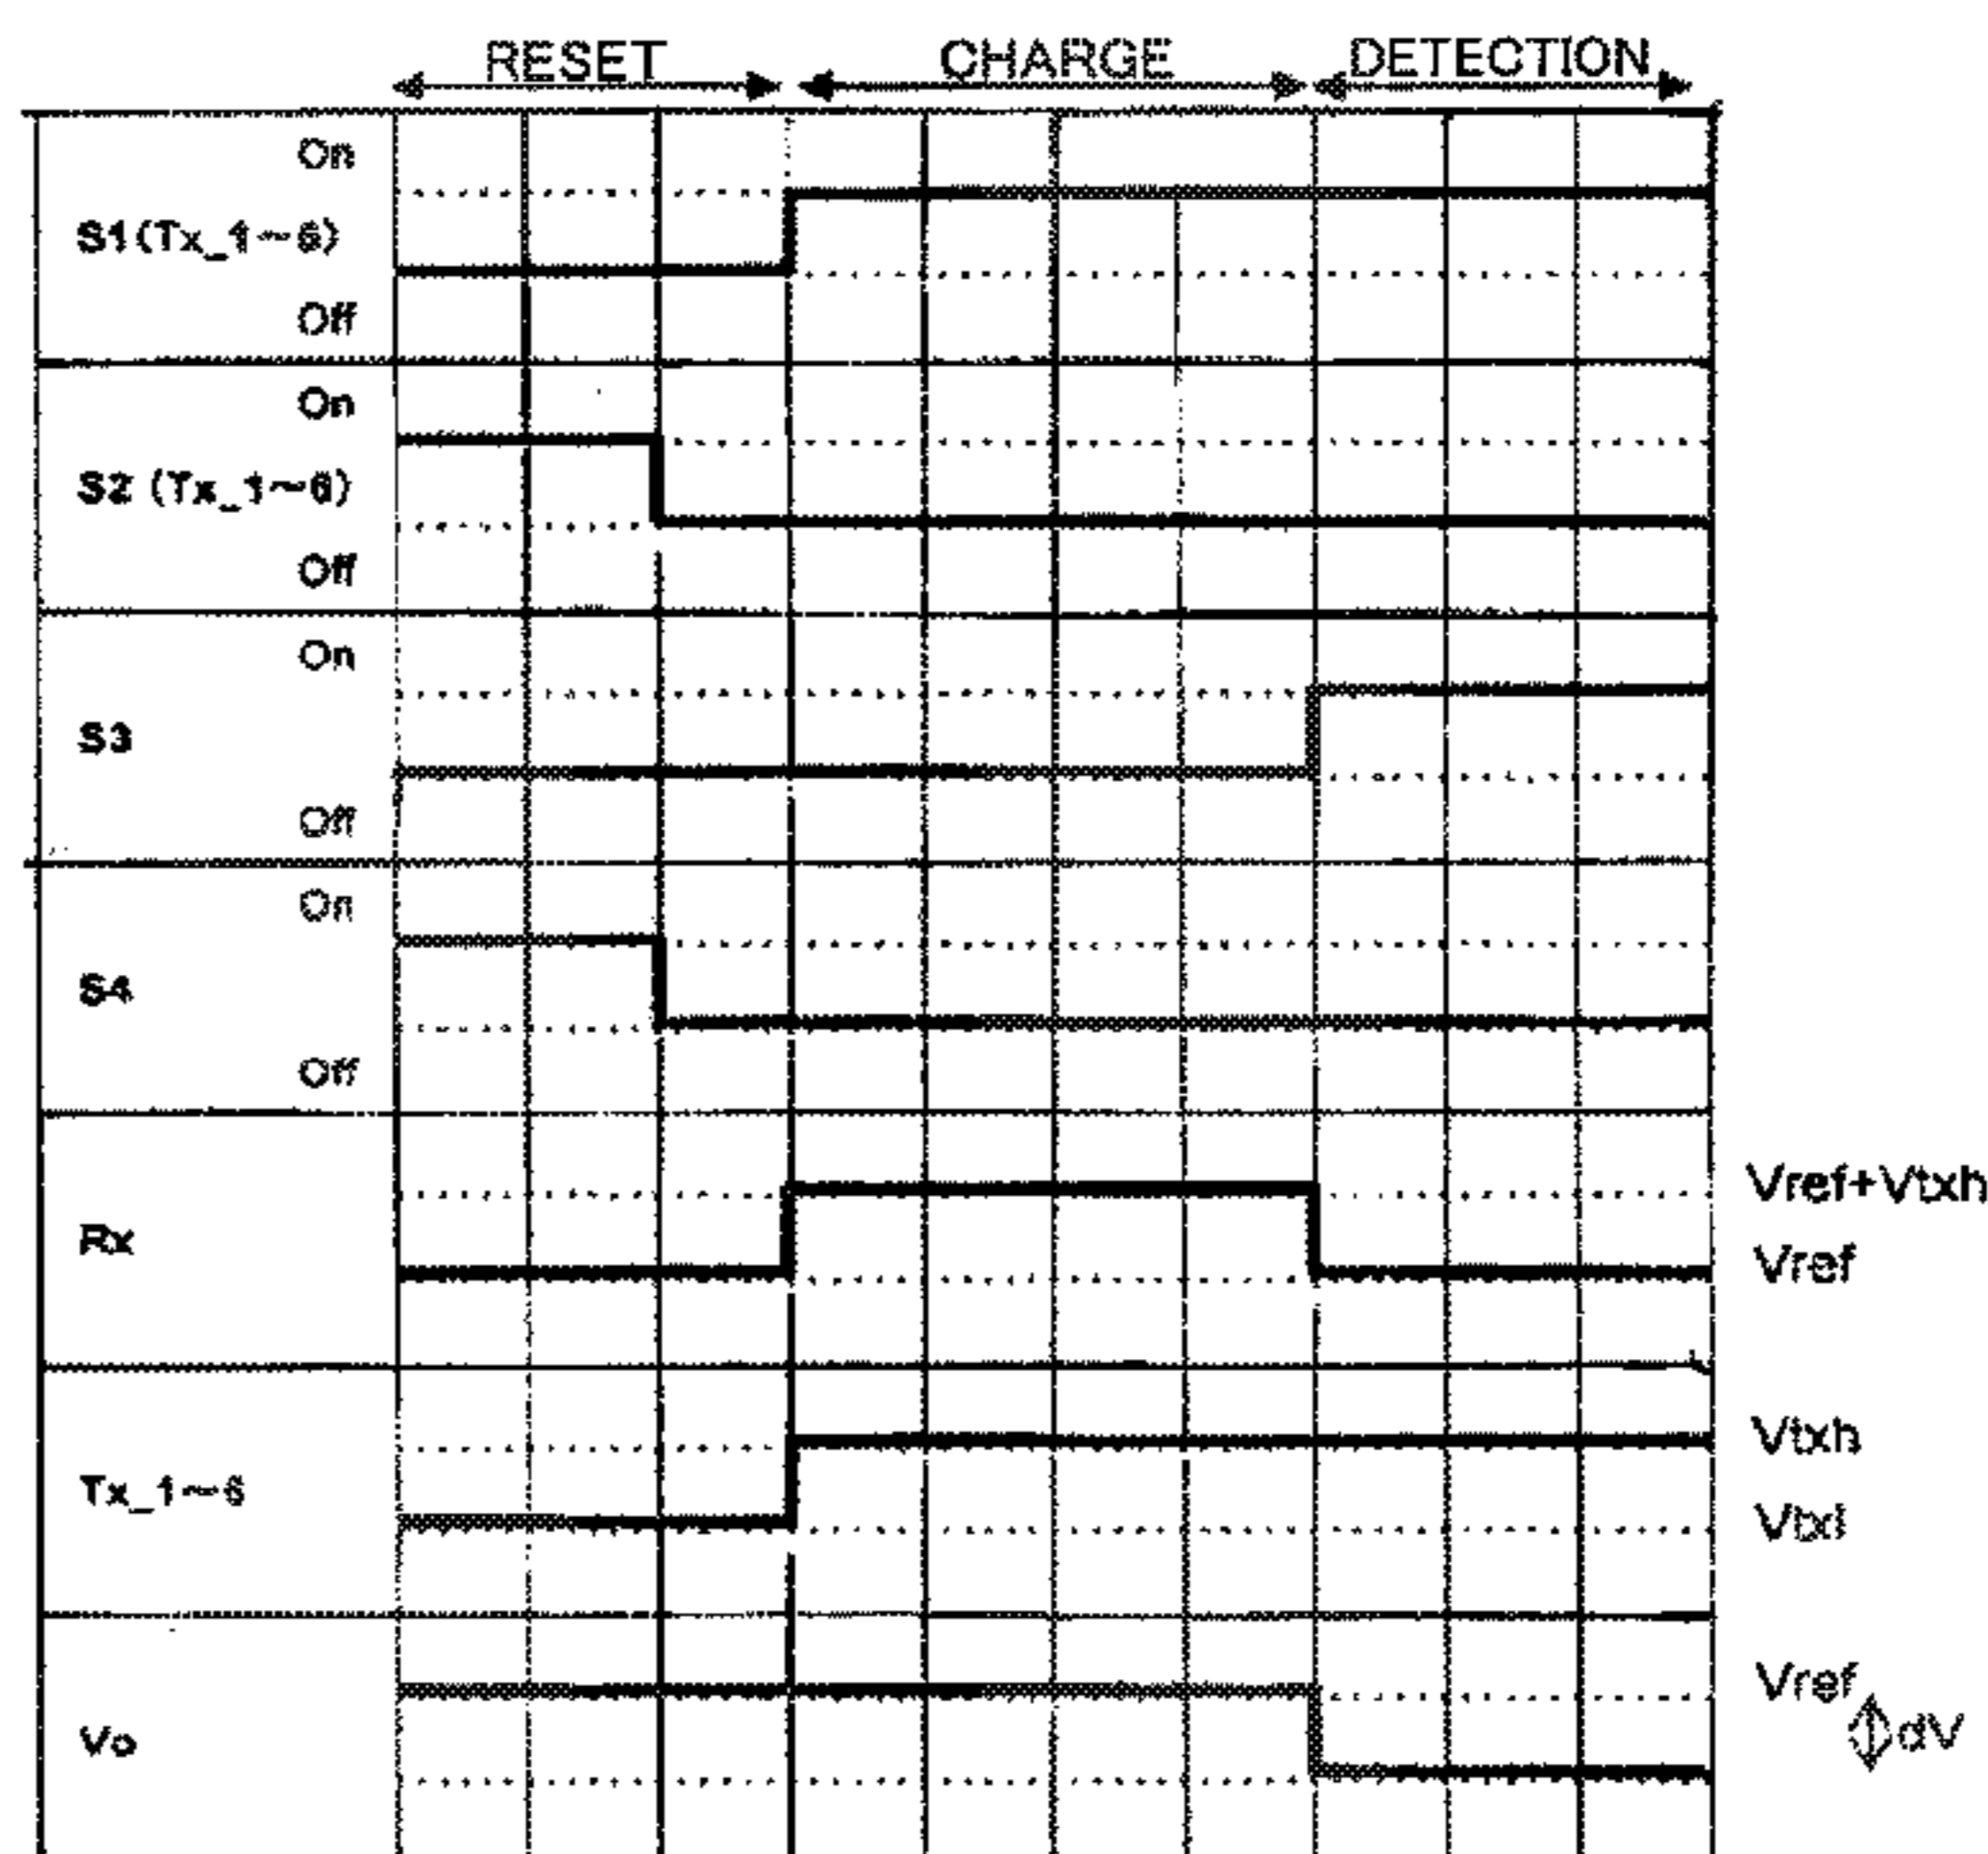 RESET CHARGE DETECTION
On
S1(Tx_1~6)
Off
On
S2 (Tx_1~6)
Off
On
S3
Off
On
S4
Off
Rx
Vref+Vtxh
Vref
Tx_1~6
Vtxh
Vtxl
Vo
Vref
dV